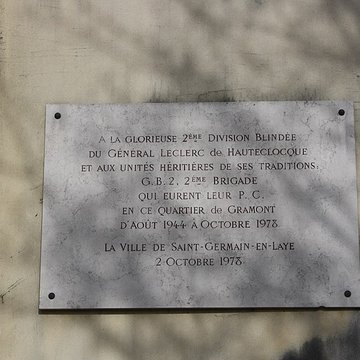 A LA GLORIEUSE 2ÈME DIVISION BLINDÉE
DU GÉNÉRAL LECLERC DE HAUTECLOCQUE
ET AUX UNITÉS HÉRITIÈRES DE SES TRADITIONS:
G.B.2, 2ÈME BRIGADE
QUI EURENT LEUR P.C.
EN CE QUARTIER DE GRAMONT
D'AOÛT 1944 À OCTOBRE 1978
LA VILLE DE SAINT-GERMAIN-EN-LAYE
2 OCTOBRE 1978